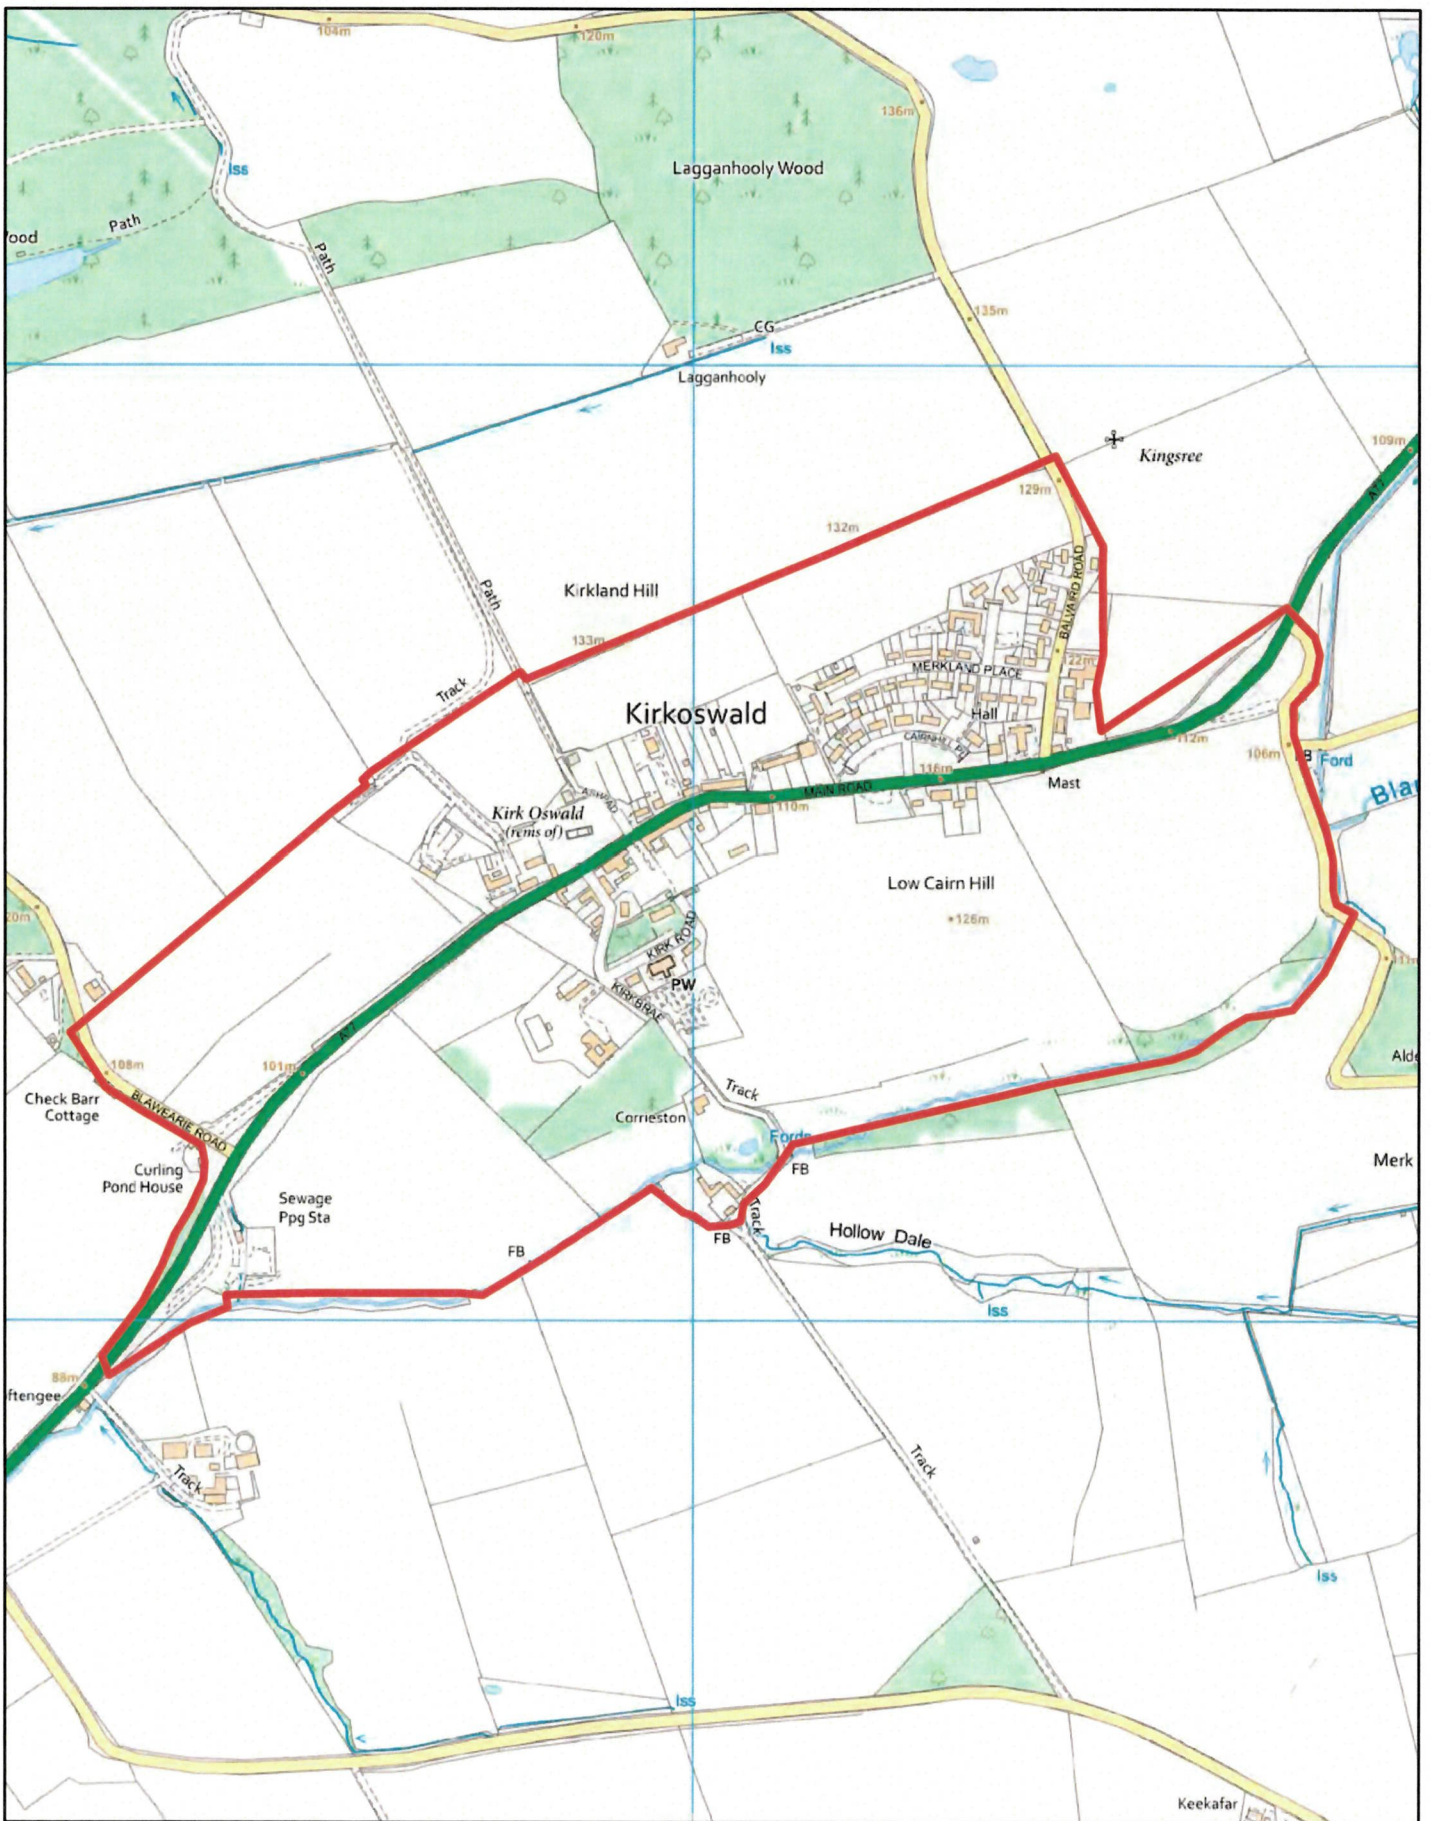 104m
120m
136m
Iss
Lagganhooly Wood
Path
Path
135m
CG
Iss
Lagganhooly
109m
A77
Kingsree
129m
132m
Path
Kirkland Hill
133m
BALVAIRD ROAD
122m
MERKLAND PLACE
Track
Kirkoswald
Hall
112m
106m
Ford
116m
Mast
MAIN ROAD
110m
Kirk Oswald
(rems of)
Low Cairn Hill
126m
20m
KIRK ROAD
PW
KIRKBRAE
A77
101m
108m
Check Barr
Cottage
BLAWEARIE ROAD
Track
Corrieston
Fords
FB
Curling
Pond House
Merk
Sewage
Ppg Sta
Track
FB
FB
Hollow Dale
Iss
88m
ftengee
Track
Track
Iss
Iss
Keekafar